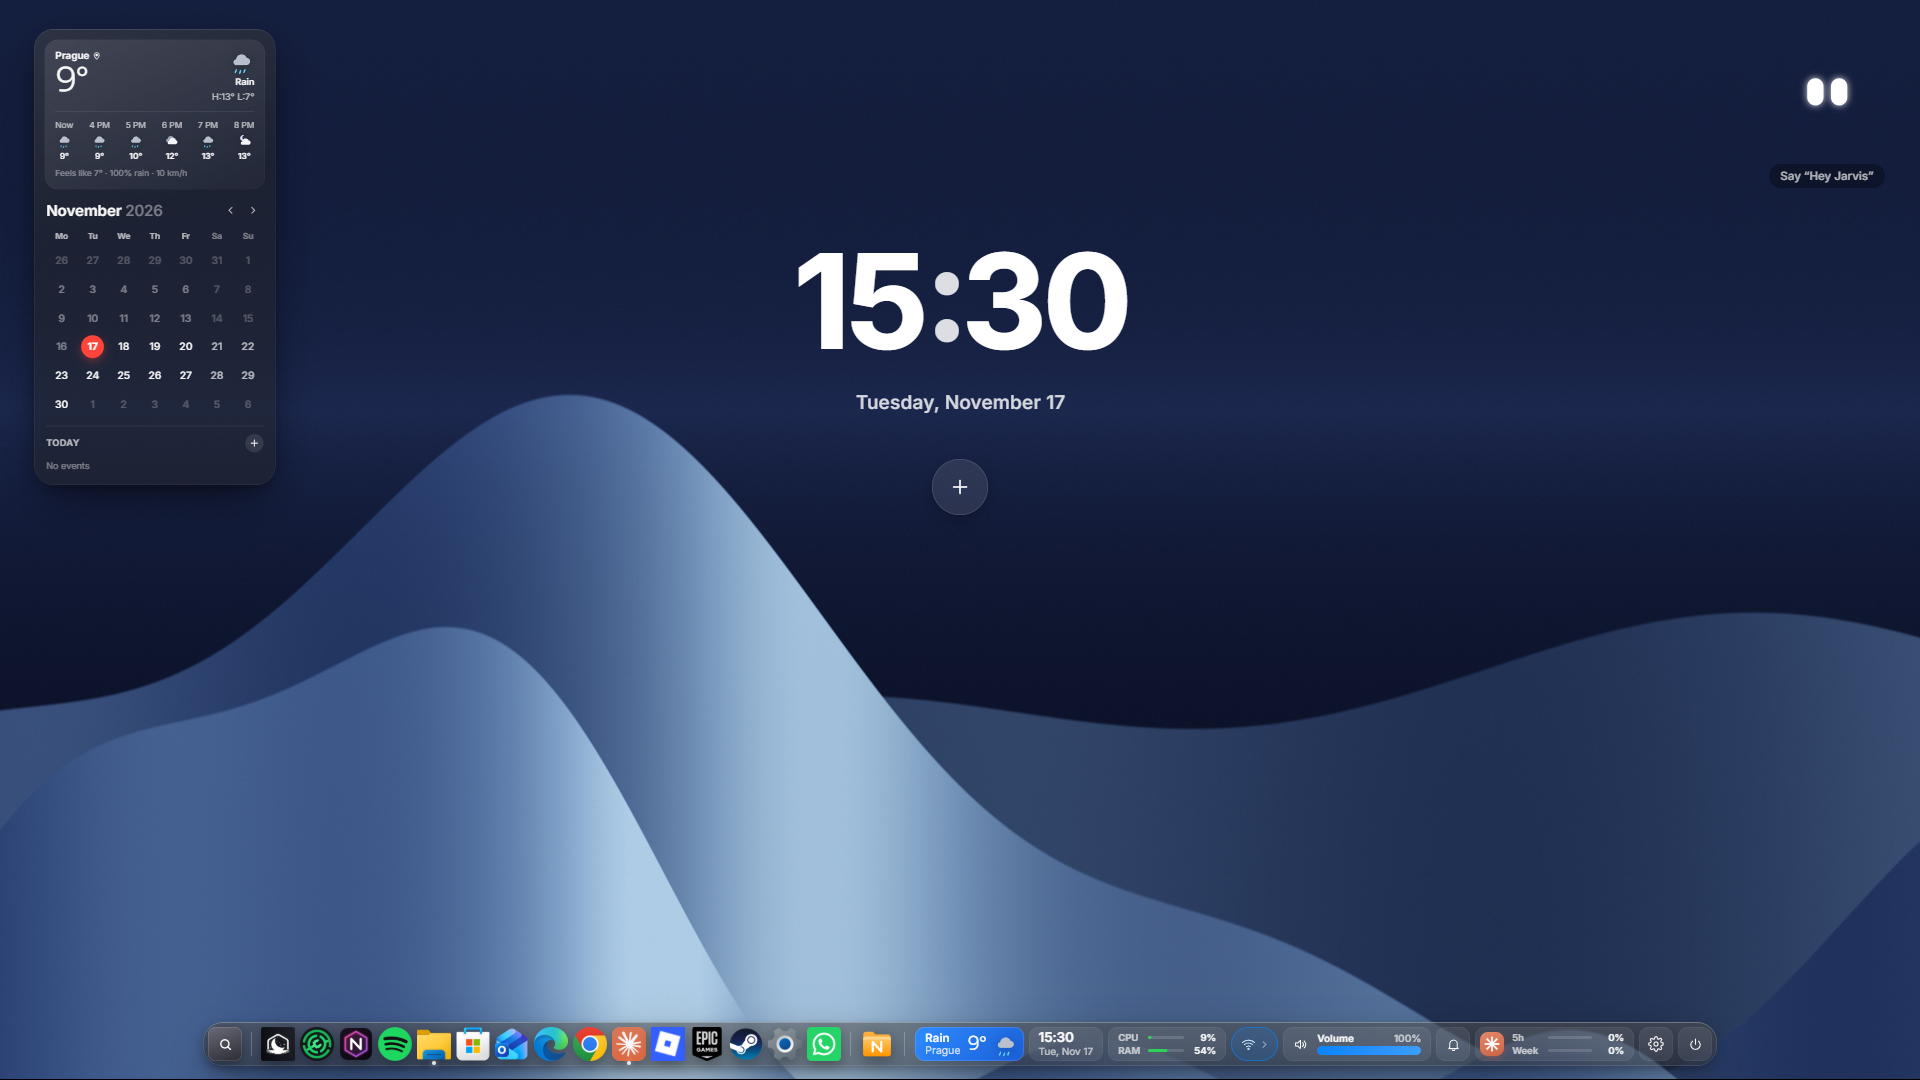 Prague
9°
Rain
H:13° L:7°
Now 4 PM 5 PM 6 PM 7 PM 8 PM
9° 9° 10° 12° 13° 13°
Feels like 7° · 100% rain · 10 km/h
November 2026
Mo Tu We Th Fr Sa Su
26 27 28 29 30 31 1
2 3 4 5 6 7 8
9 10 11 12 13 14 15
16 17 18 19 20 21 22
23 24 25 26 27 28 29
30 1 2 3 4 5 6
TODAY
No events
15:30
Tuesday, November 17
Say “Hey Jarvis”
N
EPIC
GAMES
N
Rain
Prague
9°
15:30
Tue, Nov 17
CPU 9%
RAM 54%
Volume 100%
5h 0%
Week 0%